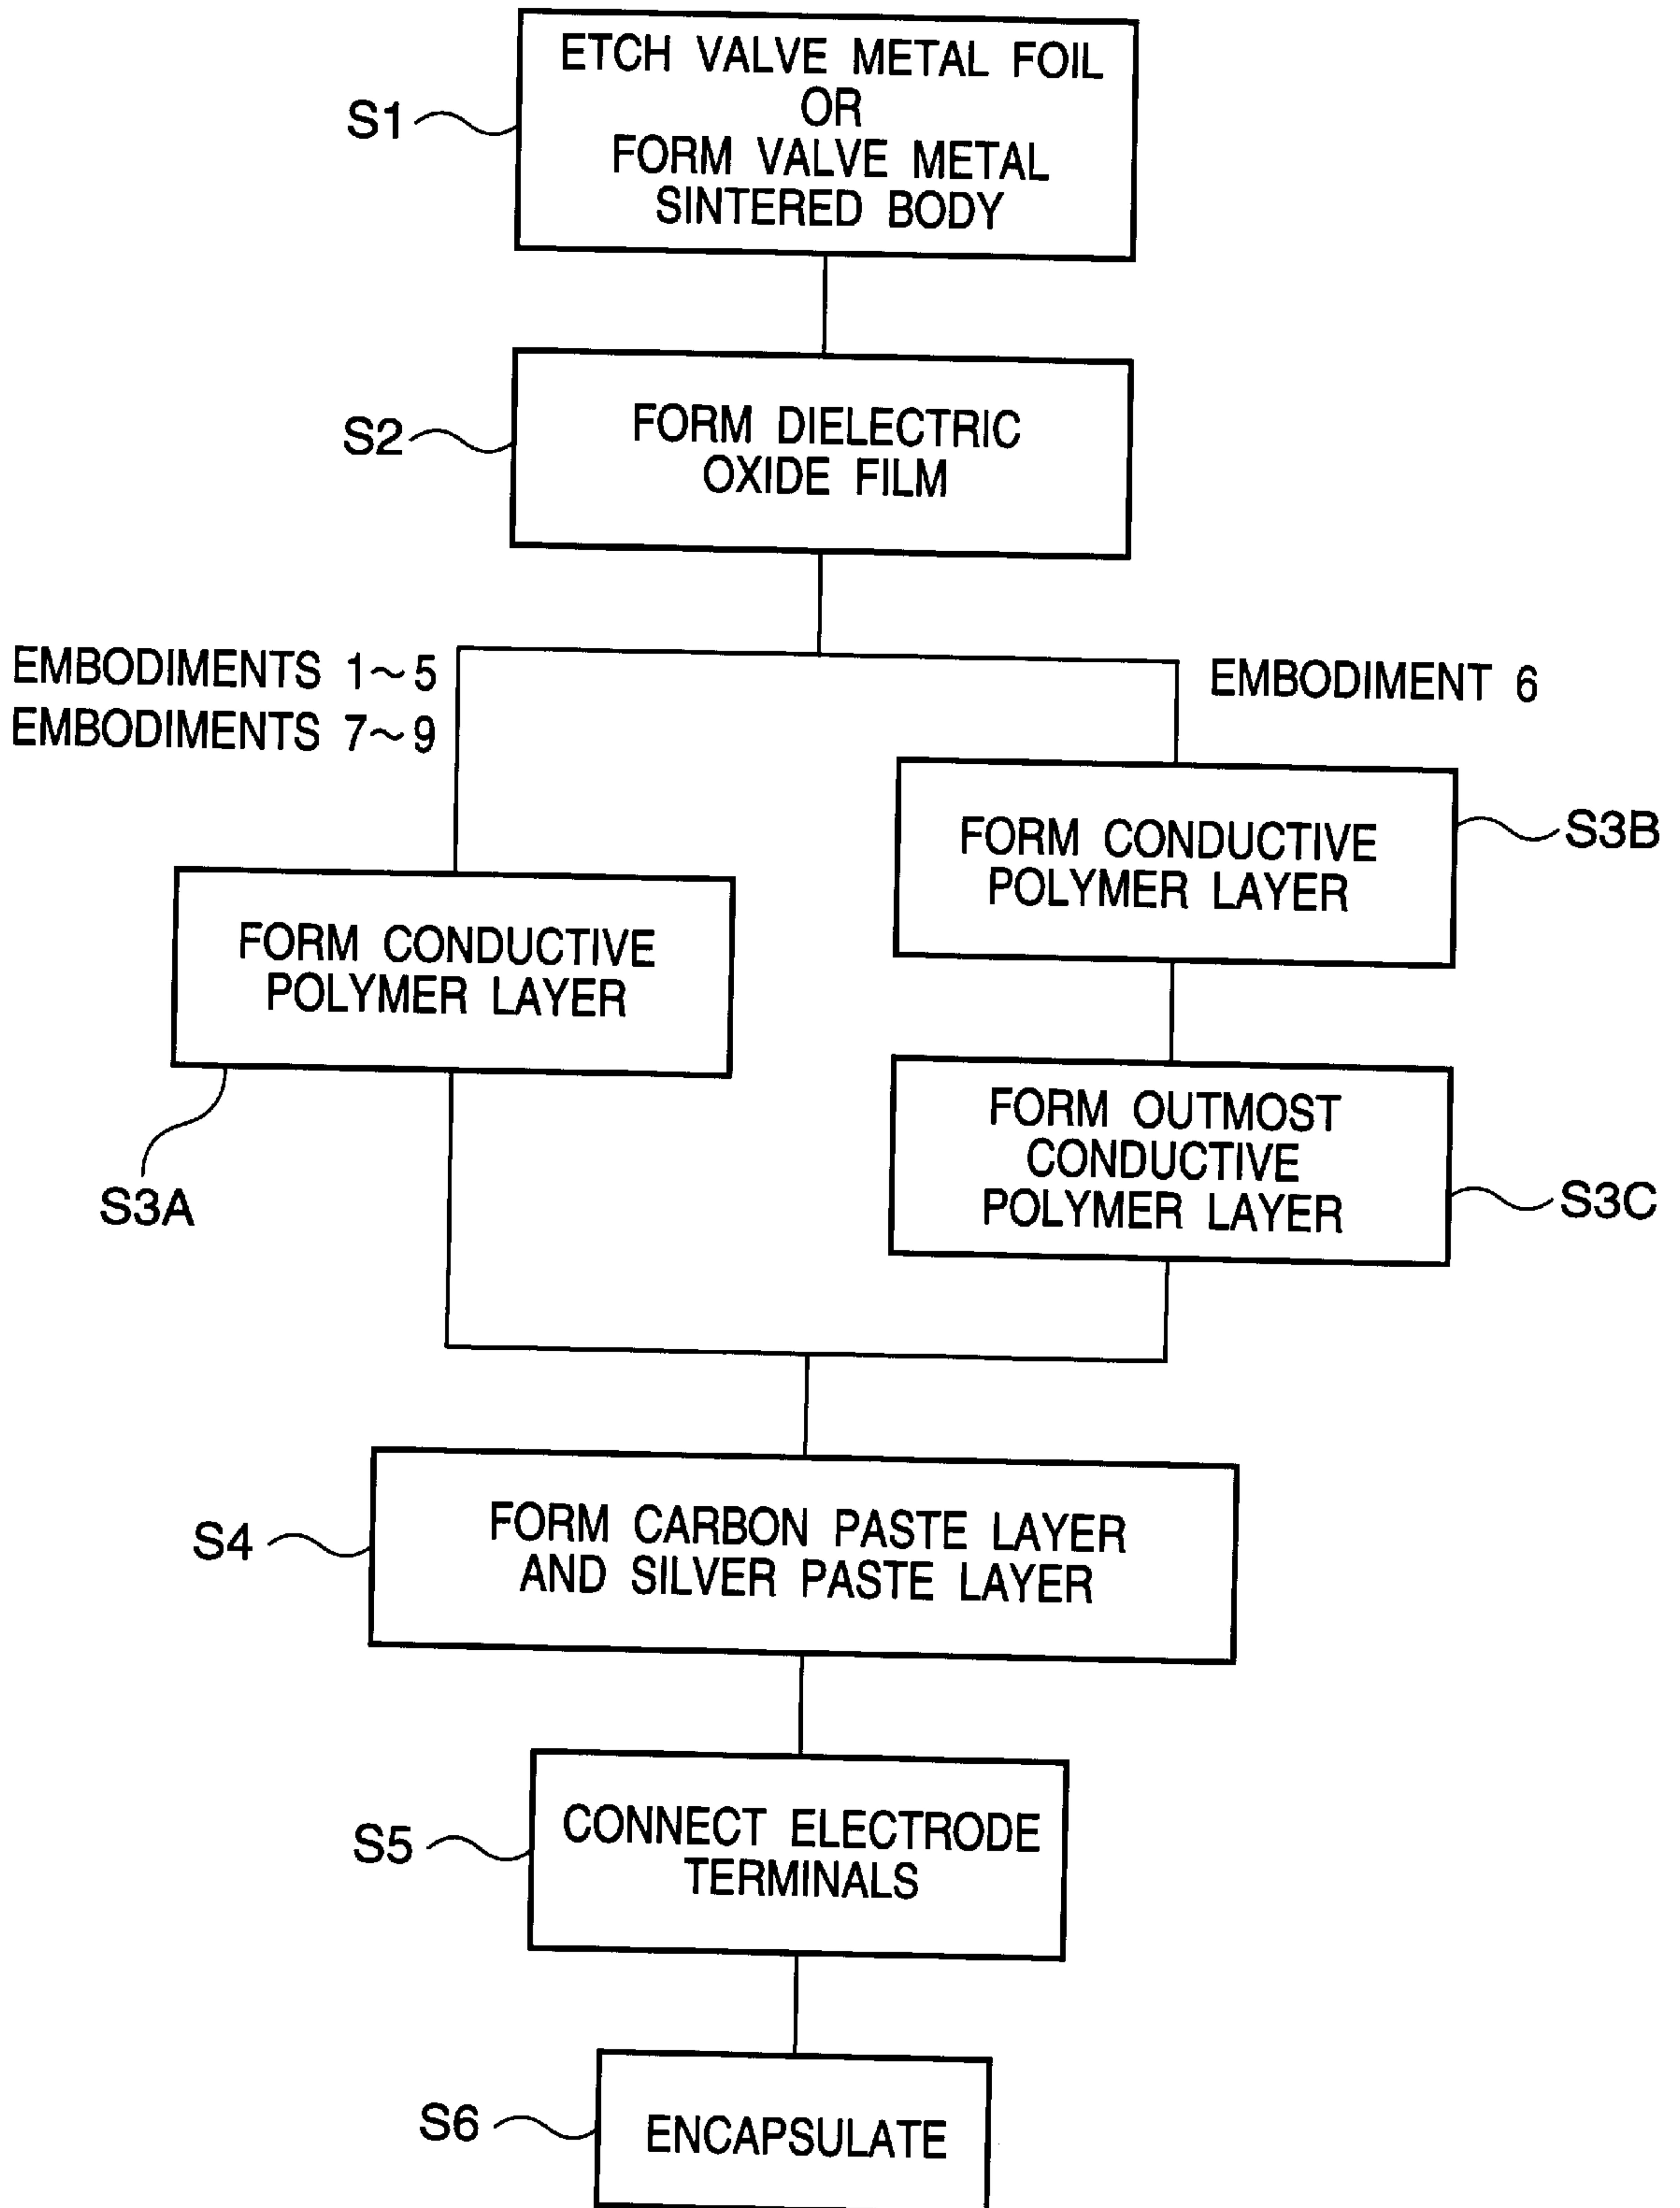 ETCH VALVE METAL FOIL
OR
FORM VALVE METAL
SINTERED BODY
S1
FORM DIELECTRIC
OXIDE FILM
S2
EMBODIMENTS 1~5
EMBODIMENTS 7~9
EMBODIMENT 6
FORM CONDUCTIVE
POLYMER LAYER
S3B
FORM CONDUCTIVE
POLYMER LAYER
S3A
FORM OUTMOST
CONDUCTIVE
POLYMER LAYER
S3C
FORM CARBON PASTE LAYER
AND SILVER PASTE LAYER
S4
CONNECT ELECTRODE
TERMINALS
S5
ENCAPSULATE
S6